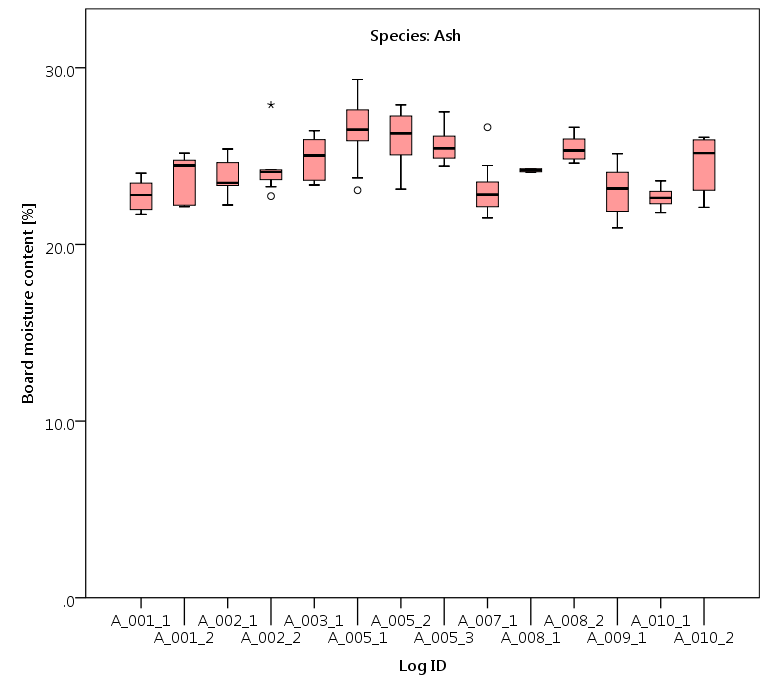 Species: Ash
30.0
20.0
10.0
.0
Board moisture content [%]
A_001_1 A_002_1 A_003_1 A_005_2 A_007_1 A_008_2 A_010_1
A_001_2 A_002_2 A_005_1 A_005_3 A_008_1 A_009_1 A_010_2
Log ID